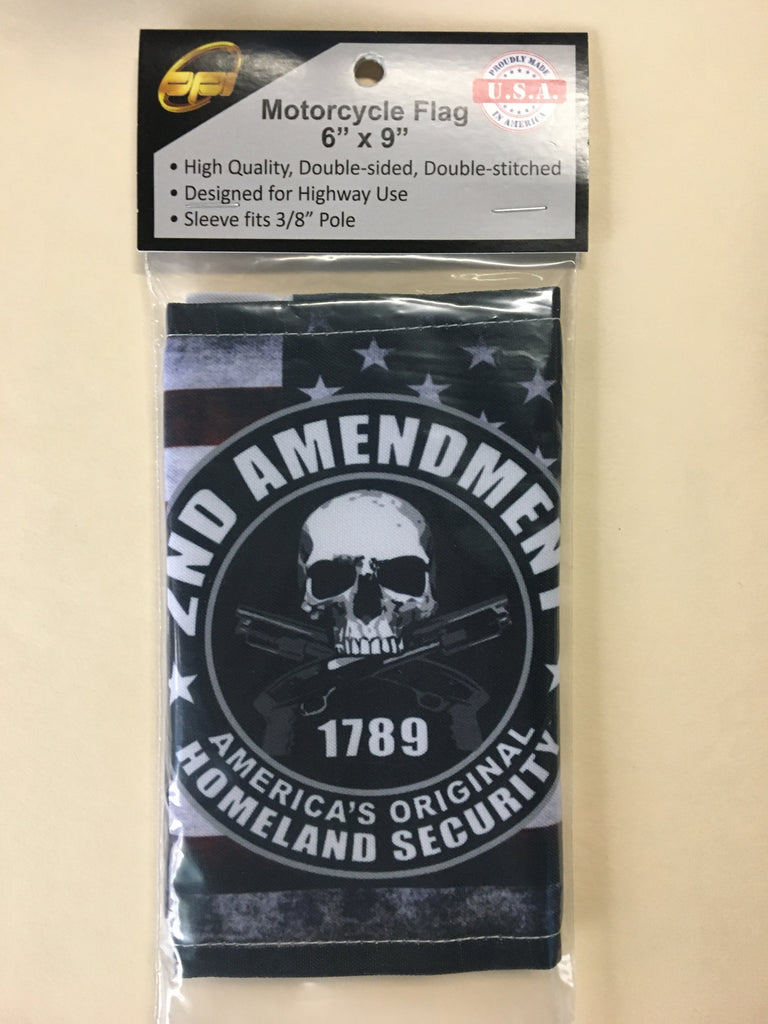 PPI
PROUDLY MADE
U.S.A.
IN AMERICA
Motorcycle Flag
6” x 9”
• High Quality, Double-sided, Double-stitched
• Designed for Highway Use
• Sleeve fits 3/8” Pole
2ND AMENDMENT
1789
AMERICA'S ORIGINAL
HOMELAND SECURITY